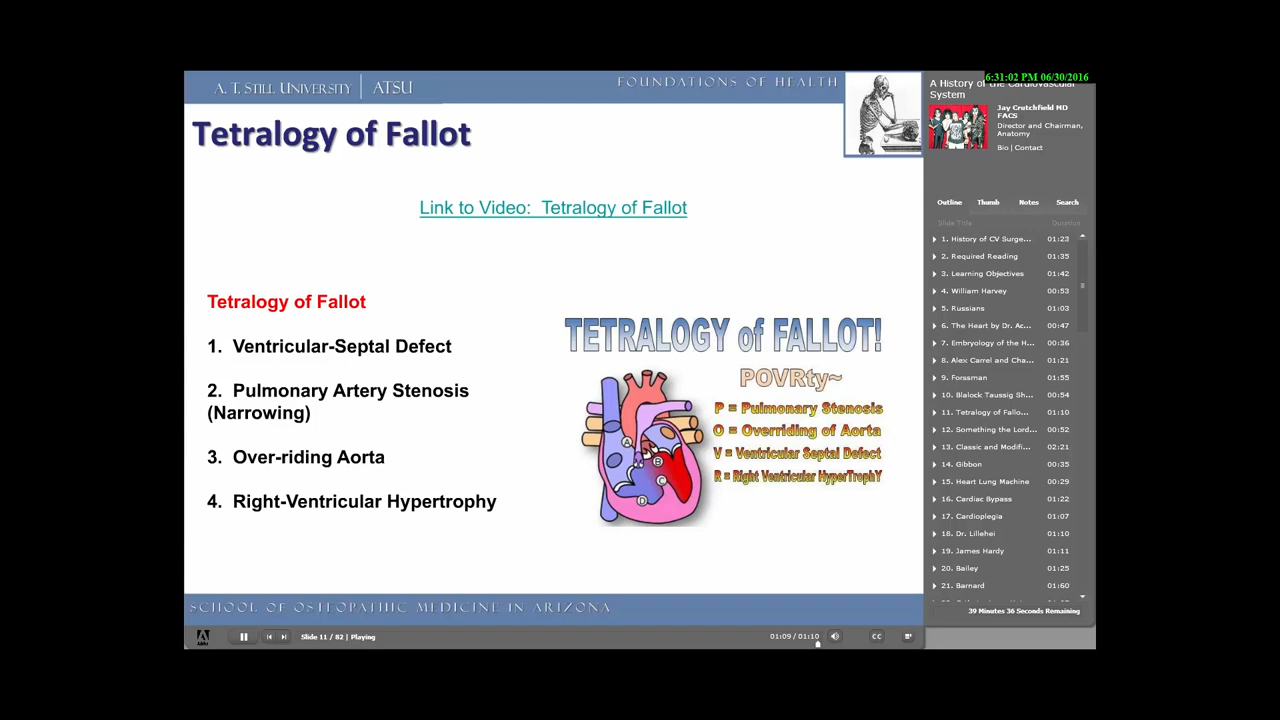 A. T. STILL UNIVERSITY | ATSU
FOUNDATIONS OF HEALTH
Tetralogy of Fallot
Link to Video: Tetralogy of Fallot
Tetralogy of Fallot
1. Ventricular-Septal Defect
2. Pulmonary Artery Stenosis
(Narrowing)
3. Over-riding Aorta
4. Right-Ventricular Hypertrophy
TETRALOGY of FALLOT!
POVRty~
P = Pulmonary Stenosis
O = Overriding of Aorta
V = Ventricular Septal Defect
R = Right Ventricular HyperTrophY
A
B
C
D
SCHOOL OF OSTEOPATHIC MEDICINE IN ARIZONA
Slide 11 / 82 | Playing
01:09 / 01:10
CC
6:31:02 PM 06/30/2016
A History of the Cardiovascular
System
Jay Crutchfield MD
FACS
Director and Chairman,
Anatomy
Bio | Contact
Outline Thumb Notes Search
Slide Title Duration
1. History of CV Surge... 01:23
2. Required Reading 01:35
3. Learning Objectives 01:42
4. William Harvey 00:53
5. Russians 01:03
6. The Heart by Dr. Ac... 00:47
7. Embryology of the H... 00:36
8. Alex Carrel and Cha... 01:21
9. Forssman 01:55
10. Blalock Taussig Sh... 00:54
11. Tetralogy of Fallo... 01:10
12. Something the Lord... 00:52
13. Classic and Modifi... 02:21
14. Gibbon 00:35
15. Heart Lung Machine 00:29
16. Cardiac Bypass 01:22
17. Cardioplegia 01:07
18. Dr. Lillehei 01:10
19. James Hardy 01:11
20. Bailey 01:25
21. Barnard 01:60
39 Minutes 36 Seconds Remaining